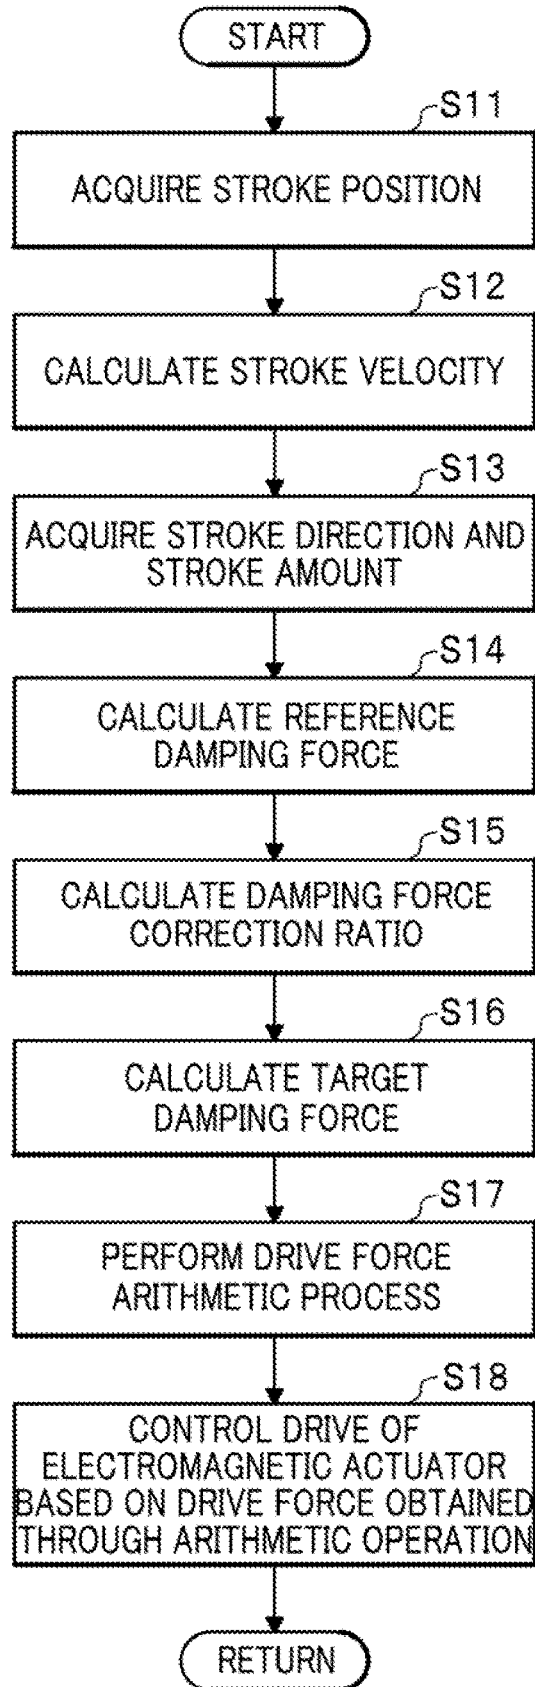 START
S11
ACQUIRE STROKE POSITION
S12
CALCULATE STROKE VELOCITY
S13
ACQUIRE STROKE DIRECTION AND
STROKE AMOUNT
S14
CALCULATE REFERENCE
DAMPING FORCE
S15
CALCULATE DAMPING FORCE
CORRECTION RATIO
S16
CALCULATE TARGET
DAMPING FORCE
S17
PERFORM DRIVE FORCE
ARITHMETIC PROCESS
S18
CONTROL DRIVE OF
ELECTROMAGNETIC ACTUATOR
BASED ON DRIVE FORCE OBTAINED
THROUGH ARITHMETIC OPERATION
RETURN